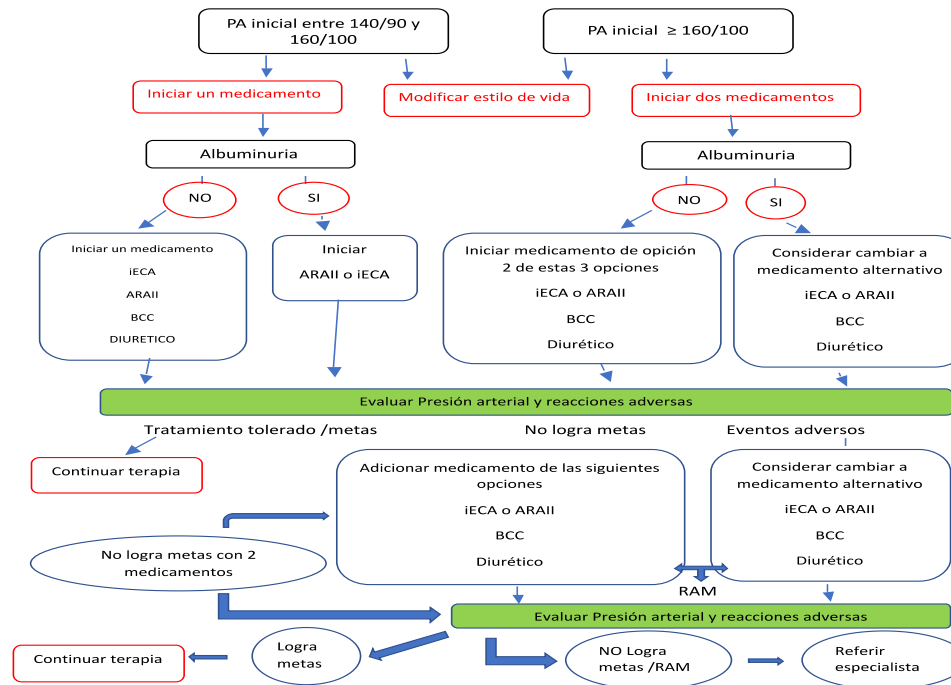 PA inicial entre 140/90 y
160/100
PA inicial ≥ 160/100
Iniciar un medicamento
Modificar estilo de vida
Iniciar dos medicamentos
Albuminuria
Albuminuria
NO
SI
NO
SI
Iniciar un medicamento
iECA
ARAII
BCC
DIURETICO
Iniciar
ARAII o iECA
Iniciar medicamento de opición
2 de estas 3 opciones
iECA o ARAII
BCC
Diurético
Considerar cambiar a
medicamento alternativo
iECA o ARAII
BCC
Diurético
Evaluar Presión arterial y reacciones adversas
Tratamiento tolerado /metas
No logra metas
Eventos adversos
Continuar terapia
Adicionar medicamento de las siguientes
opciones
iECA o ARAII
BCC
Diurético
Considerar cambiar a
medicamento alternativo
iECA o ARAII
BCC
Diurético
No logra metas con 2
medicamentos
RAM
Evaluar Presión arterial y reacciones adversas
Continuar terapia
Logra
metas
NO Logra
metas /RAM
Referir
especialista